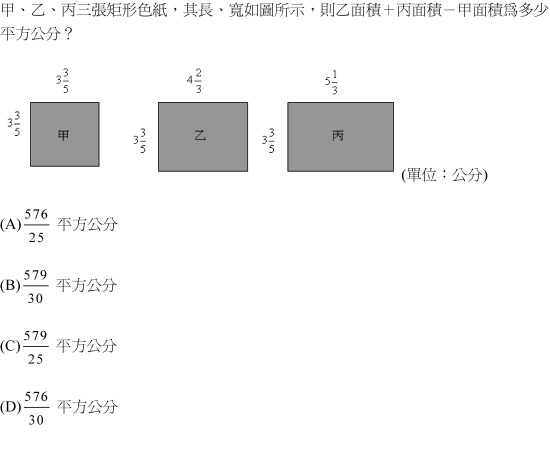 甲、乙、丙三張矩形色紙，其長、寬如圖所示，則乙面積＋丙面積－甲面積爲多少
平方公分？
3 3/5
4 2/3
5 1/3
3 3/5
甲
3 3/5
乙
3 3/5
丙
(單位：公分)
(A) 576/25 平方公分
(B) 579/30 平方公分
(C) 579/25 平方公分
(D) 576/30 平方公分